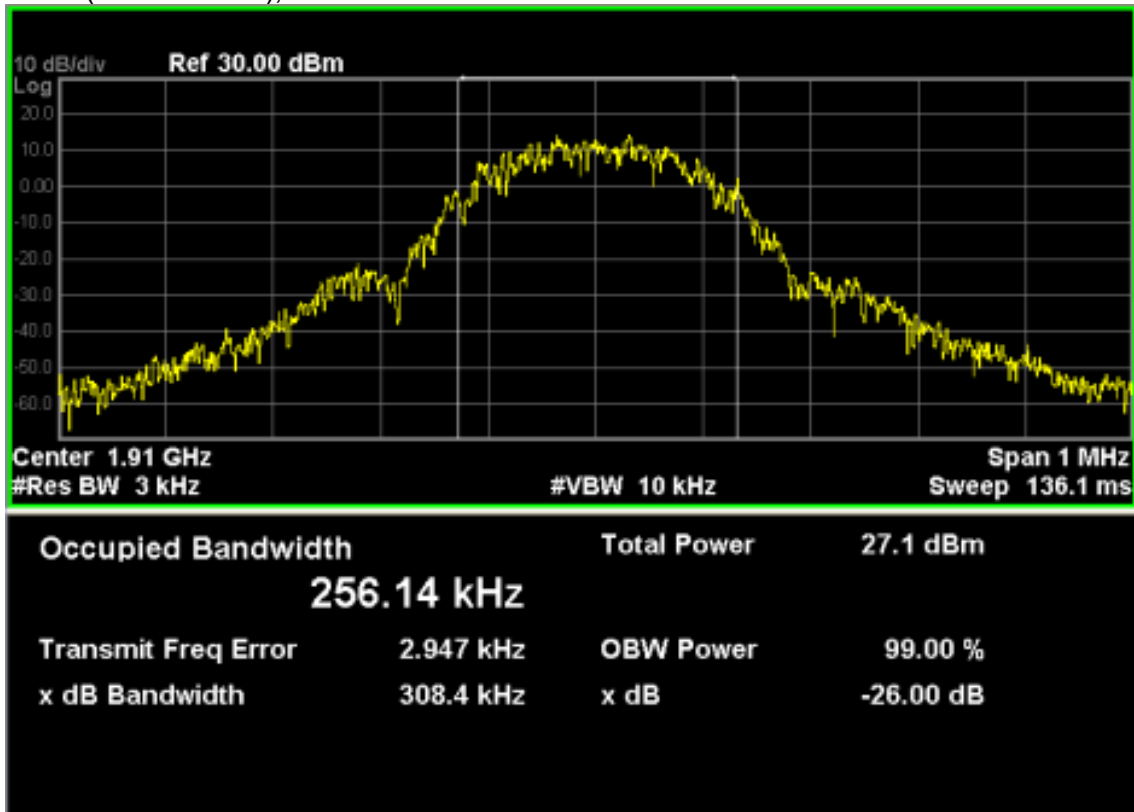 10 dB/div Ref 30.00 dBm
Log
20.0
10.0
0.00
-10.0
-20.0
-30.0
-40.0
-50.0
-60.0
Center 1.91 GHz Span 1 MHz
#Res BW 3 kHz #VBW 10 kHz Sweep 136.1 ms
Occupied Bandwidth Total Power 27.1 dBm
256.14 kHz
Transmit Freq Error 2.947 kHz OBW Power 99.00 %
x dB Bandwidth 308.4 kHz x dB -26.00 dB